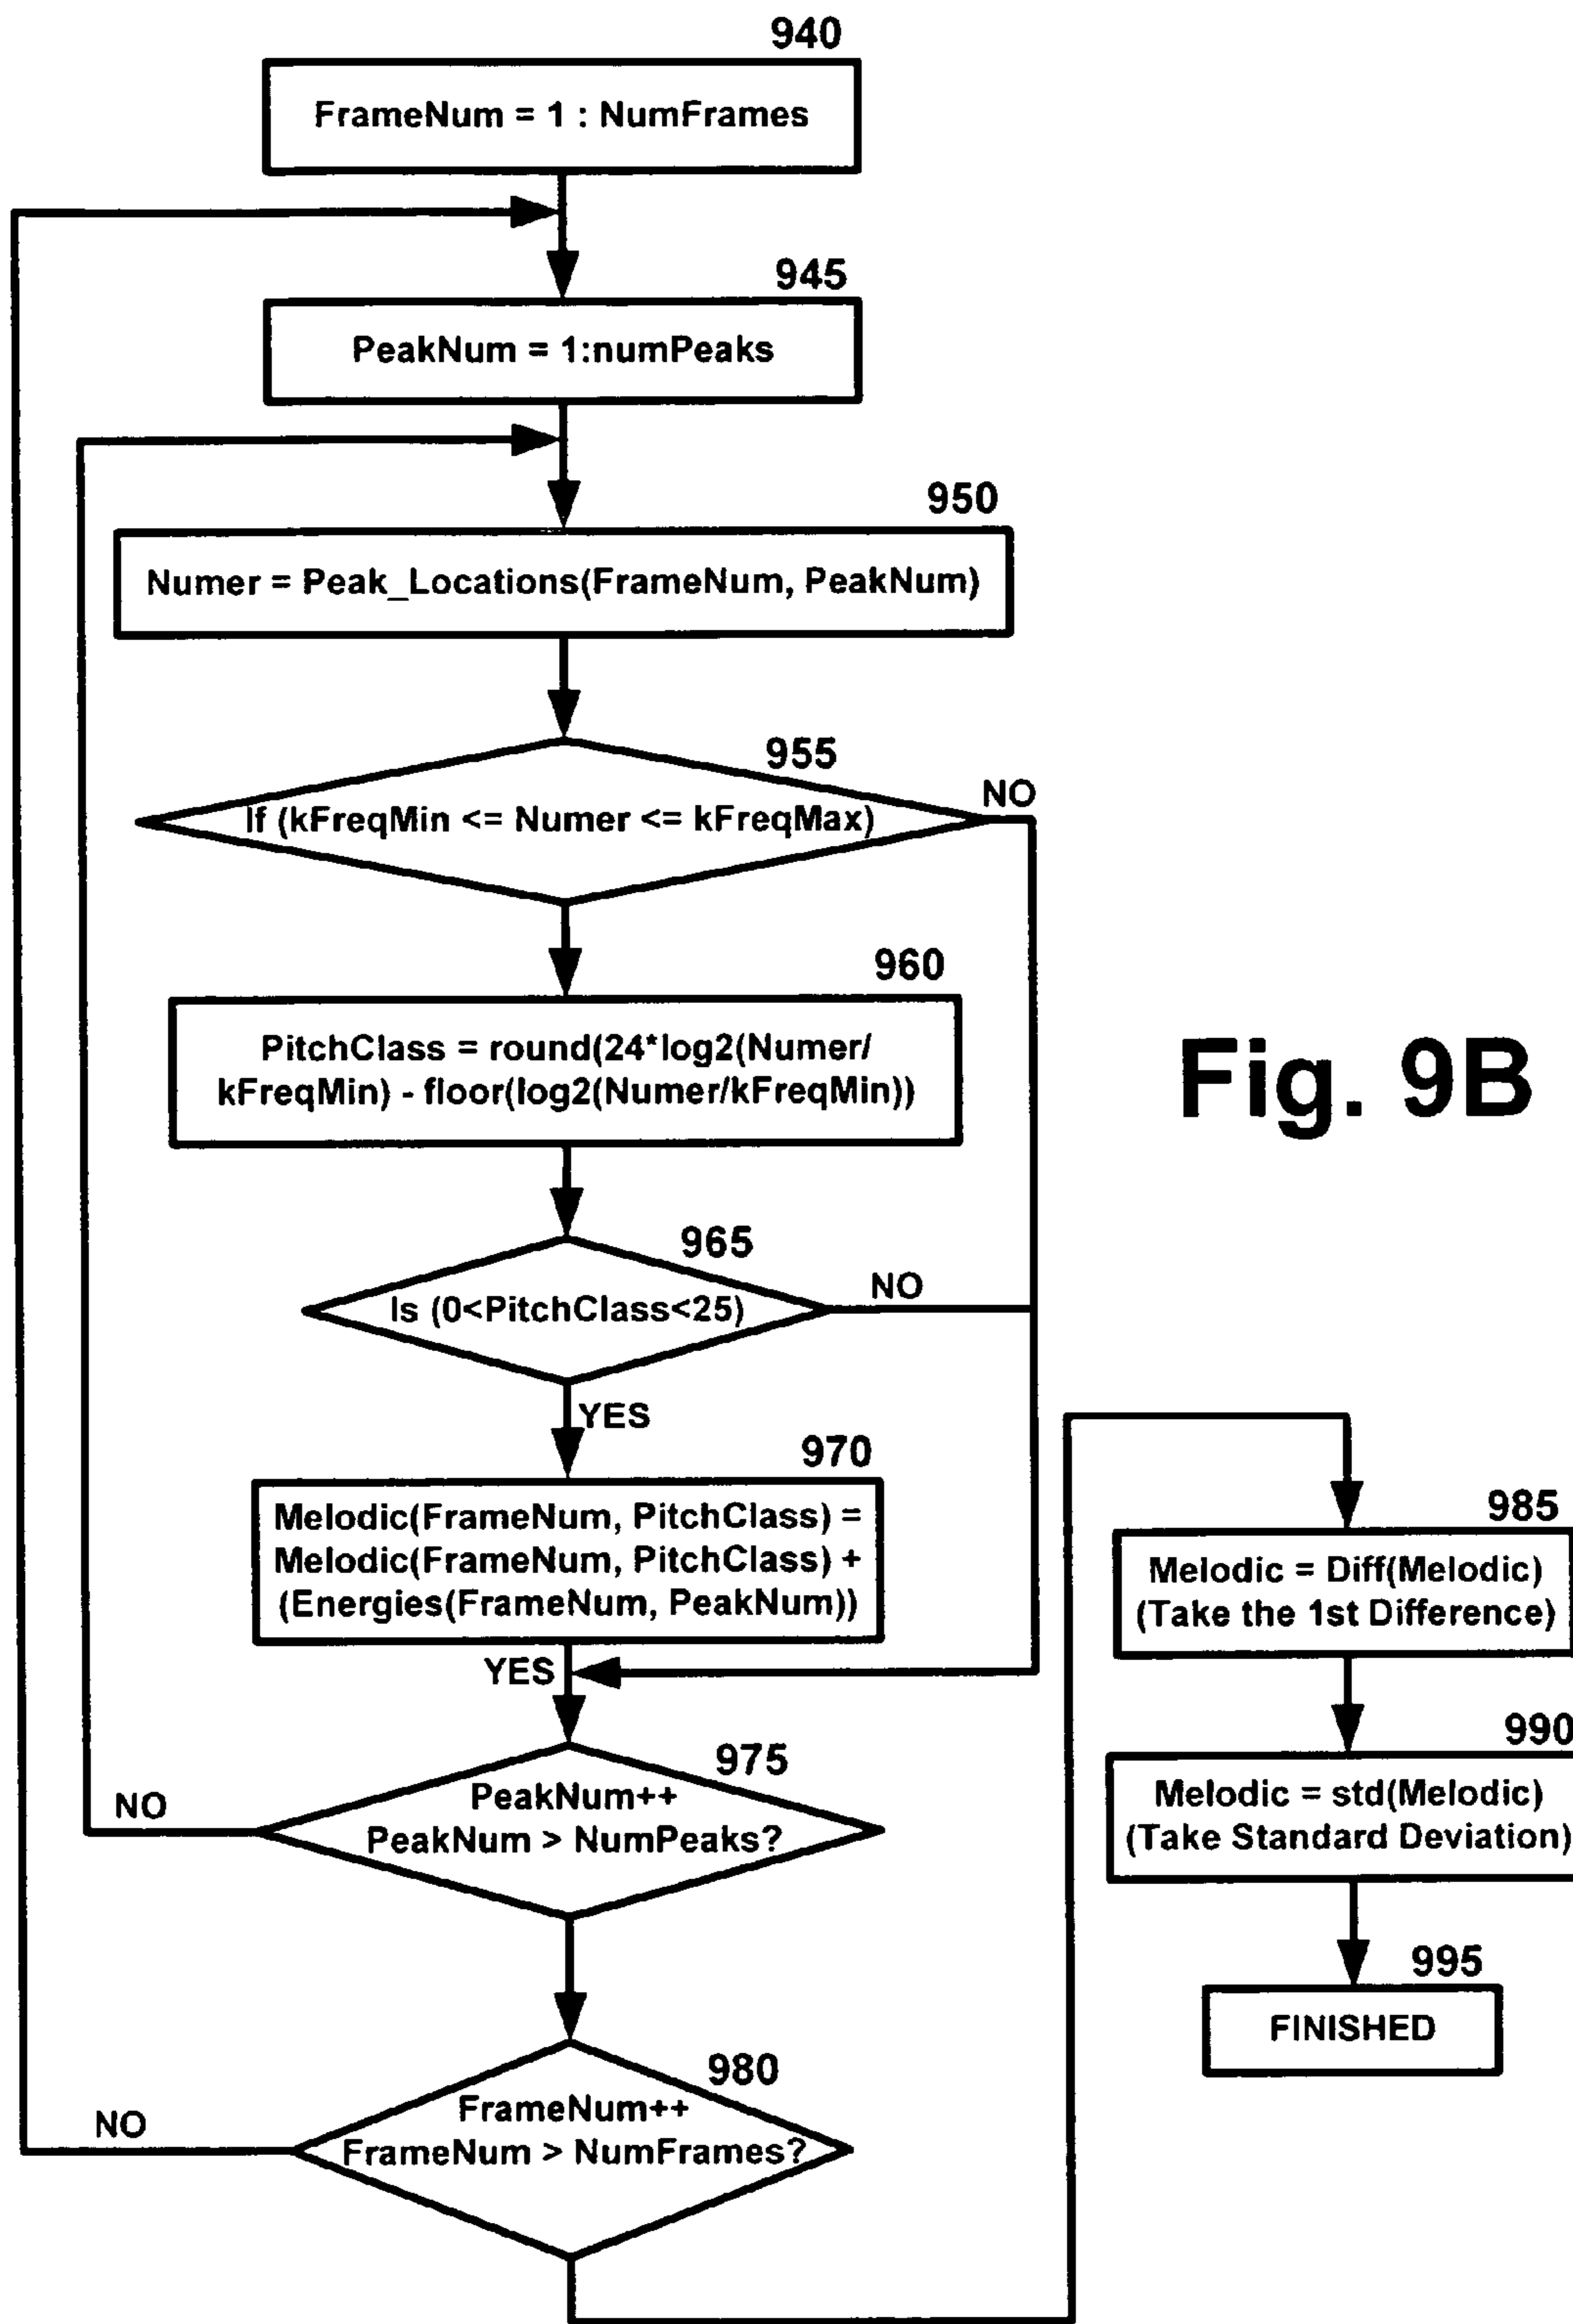 940
FrameNum = 1 : NumFrames
945
PeakNum = 1:numPeaks
950
Numer = Peak_Locations(FrameNum, PeakNum)
955
If (kFreqMin <= Numer <= kFreqMax)
NO
960
PitchClass = round(24*log2(Numer/
kFreqMin) - floor(log2(Numer/kFreqMin))
Fig. 9B
965
Is (0<PitchClass<25)
NO
YES
970
Melodic(FrameNum, PitchClass) =
Melodic(FrameNum, PitchClass) +
(Energies(FrameNum, PeakNum))
YES
975
PeakNum++
PeakNum > NumPeaks?
NO
980
FrameNum++
FrameNum > NumFrames?
NO
985
Melodic = Diff(Melodic)
(Take the 1st Difference)
990
Melodic = std(Melodic)
(Take Standard Deviation)
995
FINISHED